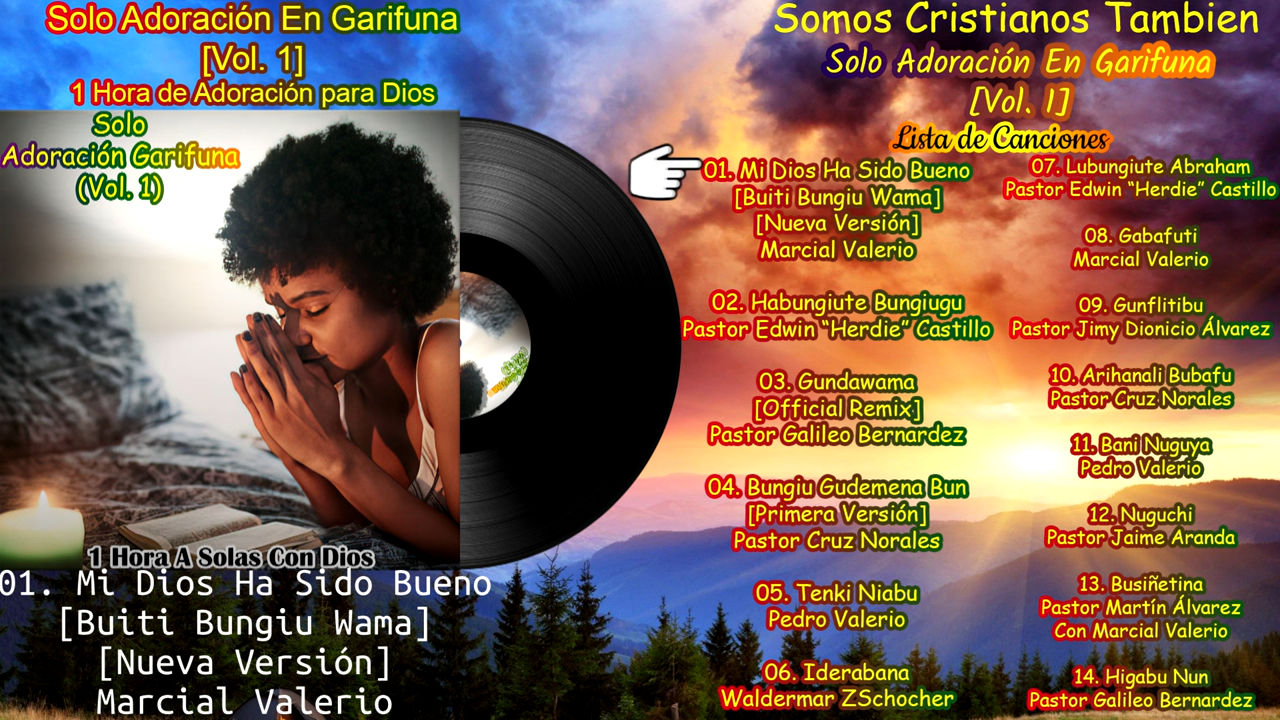 Solo Adoración En Garifuna
[Vol. 1]
1 Hora de Adoración para Dios
Solo
Adoración Garifuna
(Vol. 1)
1 Hora A Solas Con Dios
01. Mi Dios Ha Sido Bueno
[Buiti Bungiu Wama]
[Nueva Versión]
Marcial Valerio
Somos Cristianos Tambien
Solo Adoración En Garifuna
[Vol. 1]
Lista de Canciones
01. Mi Dios Ha Sido Bueno
[Buiti Bungiu Wama]
[Nueva Versión]
Marcial Valerio
02. Habungiute Bungiugu
Pastor Edwin “Herdie” Castillo
03. Gundawama
[Official Remix]
Pastor Galileo Bernardez
04. Bungiu Gudemena Bun
[Primera Versión]
Pastor Cruz Norales
05. Tenki Niabu
Pedro Valerio
06. Iderabana
Waldermar ZSchocher
07. Lubungiute Abraham
Pastor Edwin “Herdie” Castillo
08. Gabafuti
Marcial Valerio
09. Gunflitibu
Pastor Jimy Dionicio Álvarez
10. Arihanali Bubafu
Pastor Cruz Norales
11. Bani Nuguya
Pedro Valerio
12. Nuguchi
Pastor Jaime Aranda
13. Busiñetina
Pastor Martín Álvarez
Con Marcial Valerio
14. Higabu Nun
Pastor Galileo Bernardez